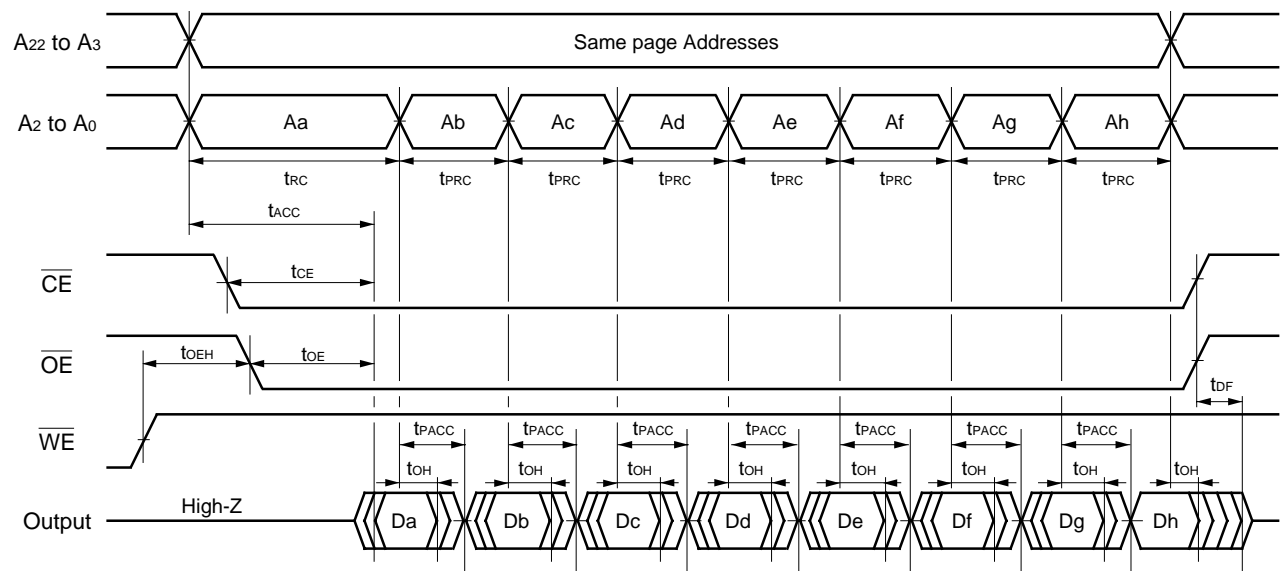 A22 to A3 Same page Addresses
A2 to A0 Aa Ab Ac Ad Ae Af Ag Ah
tRC tPRC tPRC tPRC tPRC tPRC tPRC tPRC
tACC
CE tCE
OE tOEH tOE
tDF
WE tPACC tPACC tPACC tPACC tPACC tPACC tPACC
tOH tOH tOH tOH tOH tOH tOH tOH
Output High-Z Da Db Dc Dd De Df Dg Dh